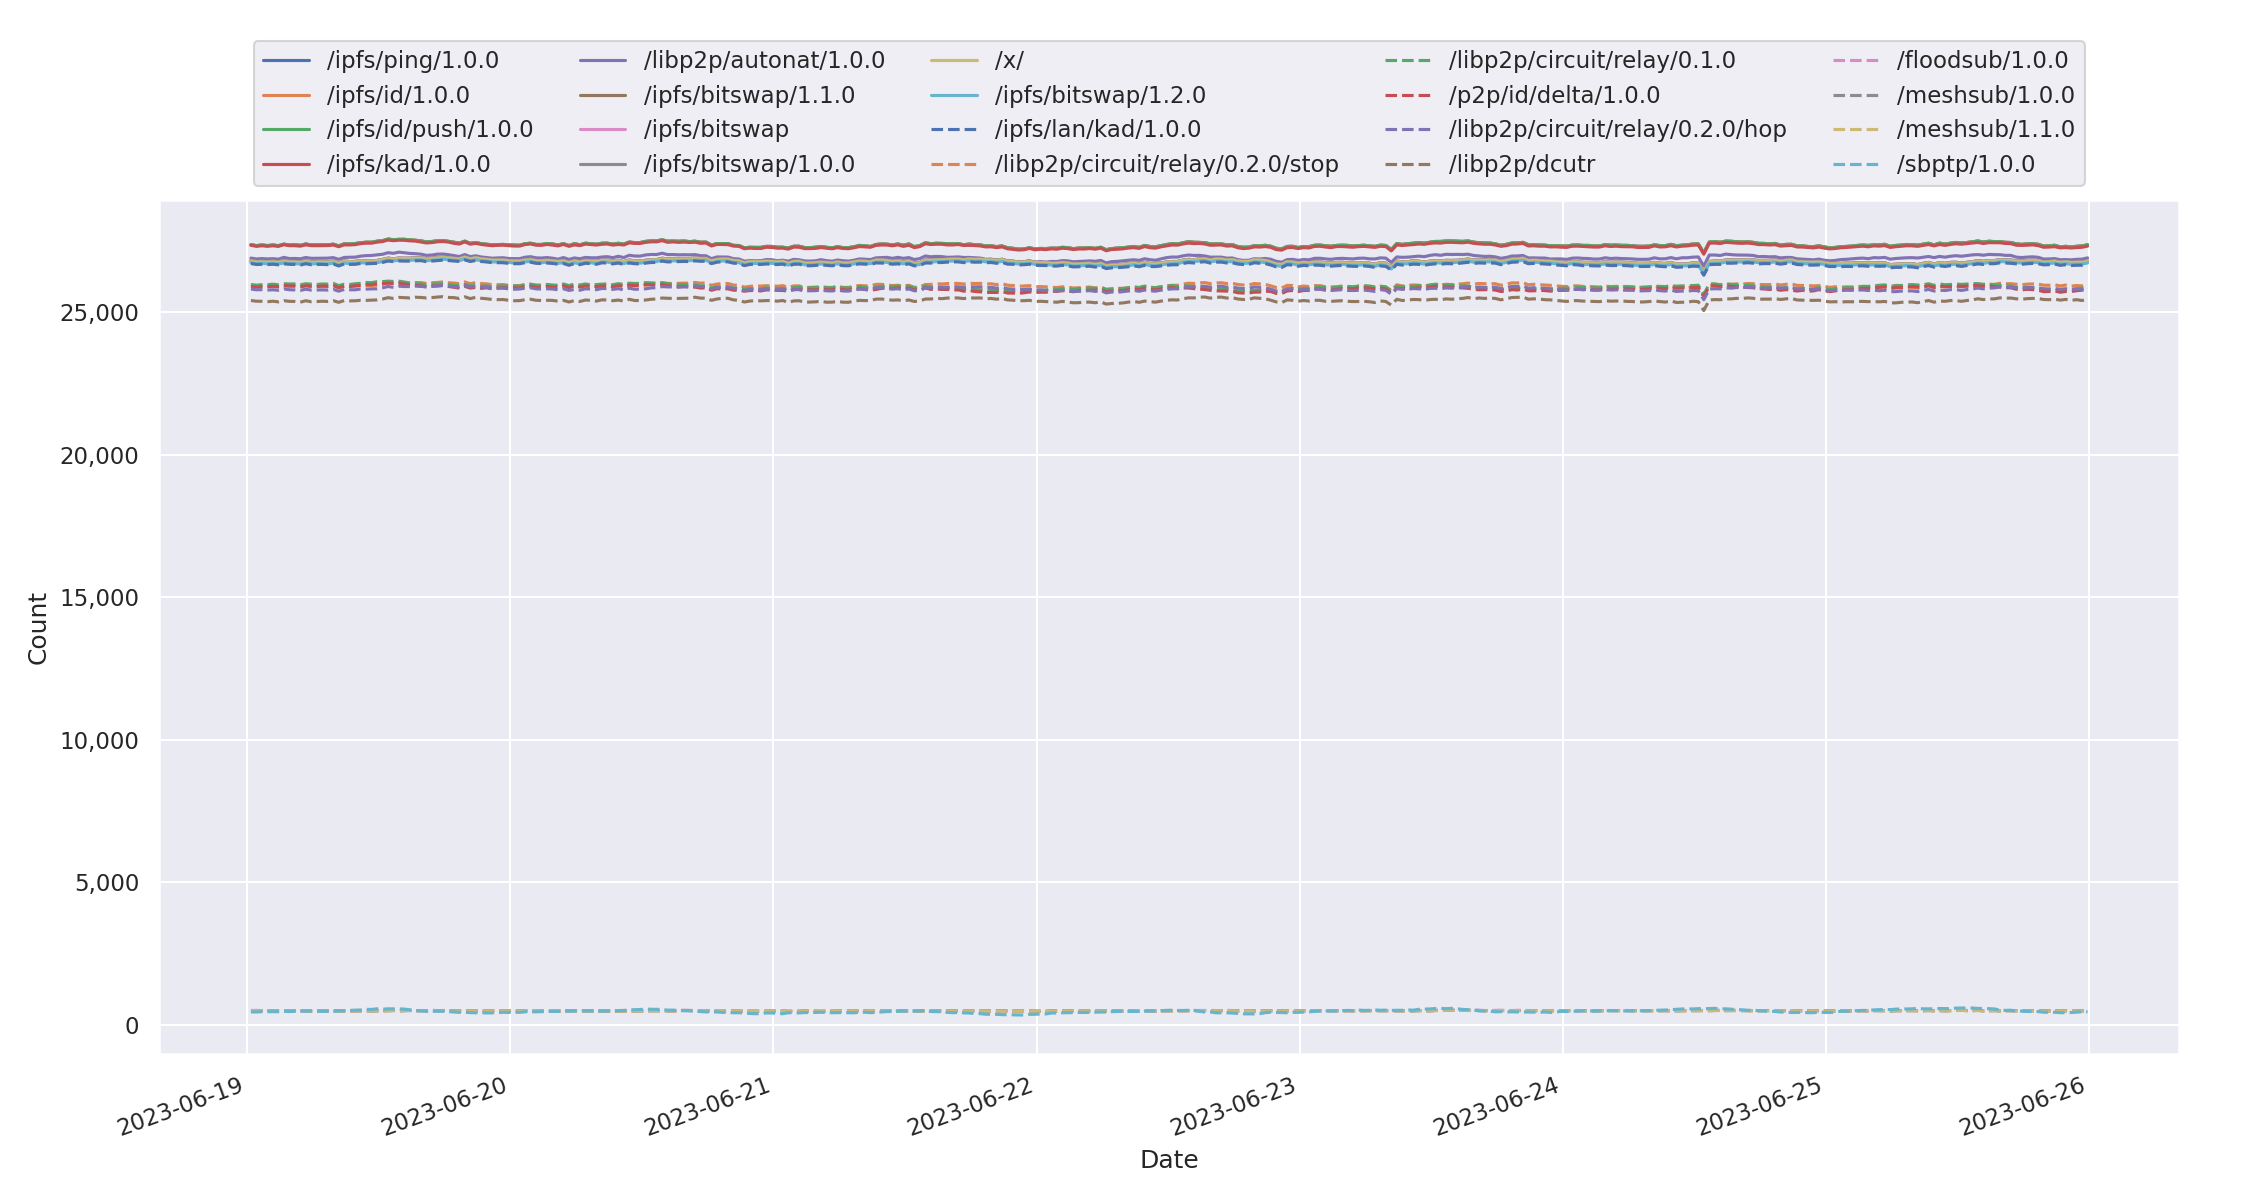 /ipfs/ping/1.0.0
/ipfs/id/1.0.0
/ipfs/id/push/1.0.0
/ipfs/kad/1.0.0
/libp2p/autonat/1.0.0
/ipfs/bitswap/1.1.0
/ipfs/bitswap
/ipfs/bitswap/1.0.0
/x/
/ipfs/bitswap/1.2.0
/ipfs/lan/kad/1.0.0
/libp2p/circuit/relay/0.2.0/stop
/libp2p/circuit/relay/0.1.0
/p2p/id/delta/1.0.0
/libp2p/circuit/relay/0.2.0/hop
/libp2p/dcutr
/floodsub/1.0.0
/meshsub/1.0.0
/meshsub/1.1.0
/sbptp/1.0.0
25,000
20,000
15,000
10,000
5,000
0
Count
2023-06-19
2023-06-20
2023-06-21
2023-06-22
2023-06-23
2023-06-24
2023-06-25
2023-06-26
Date